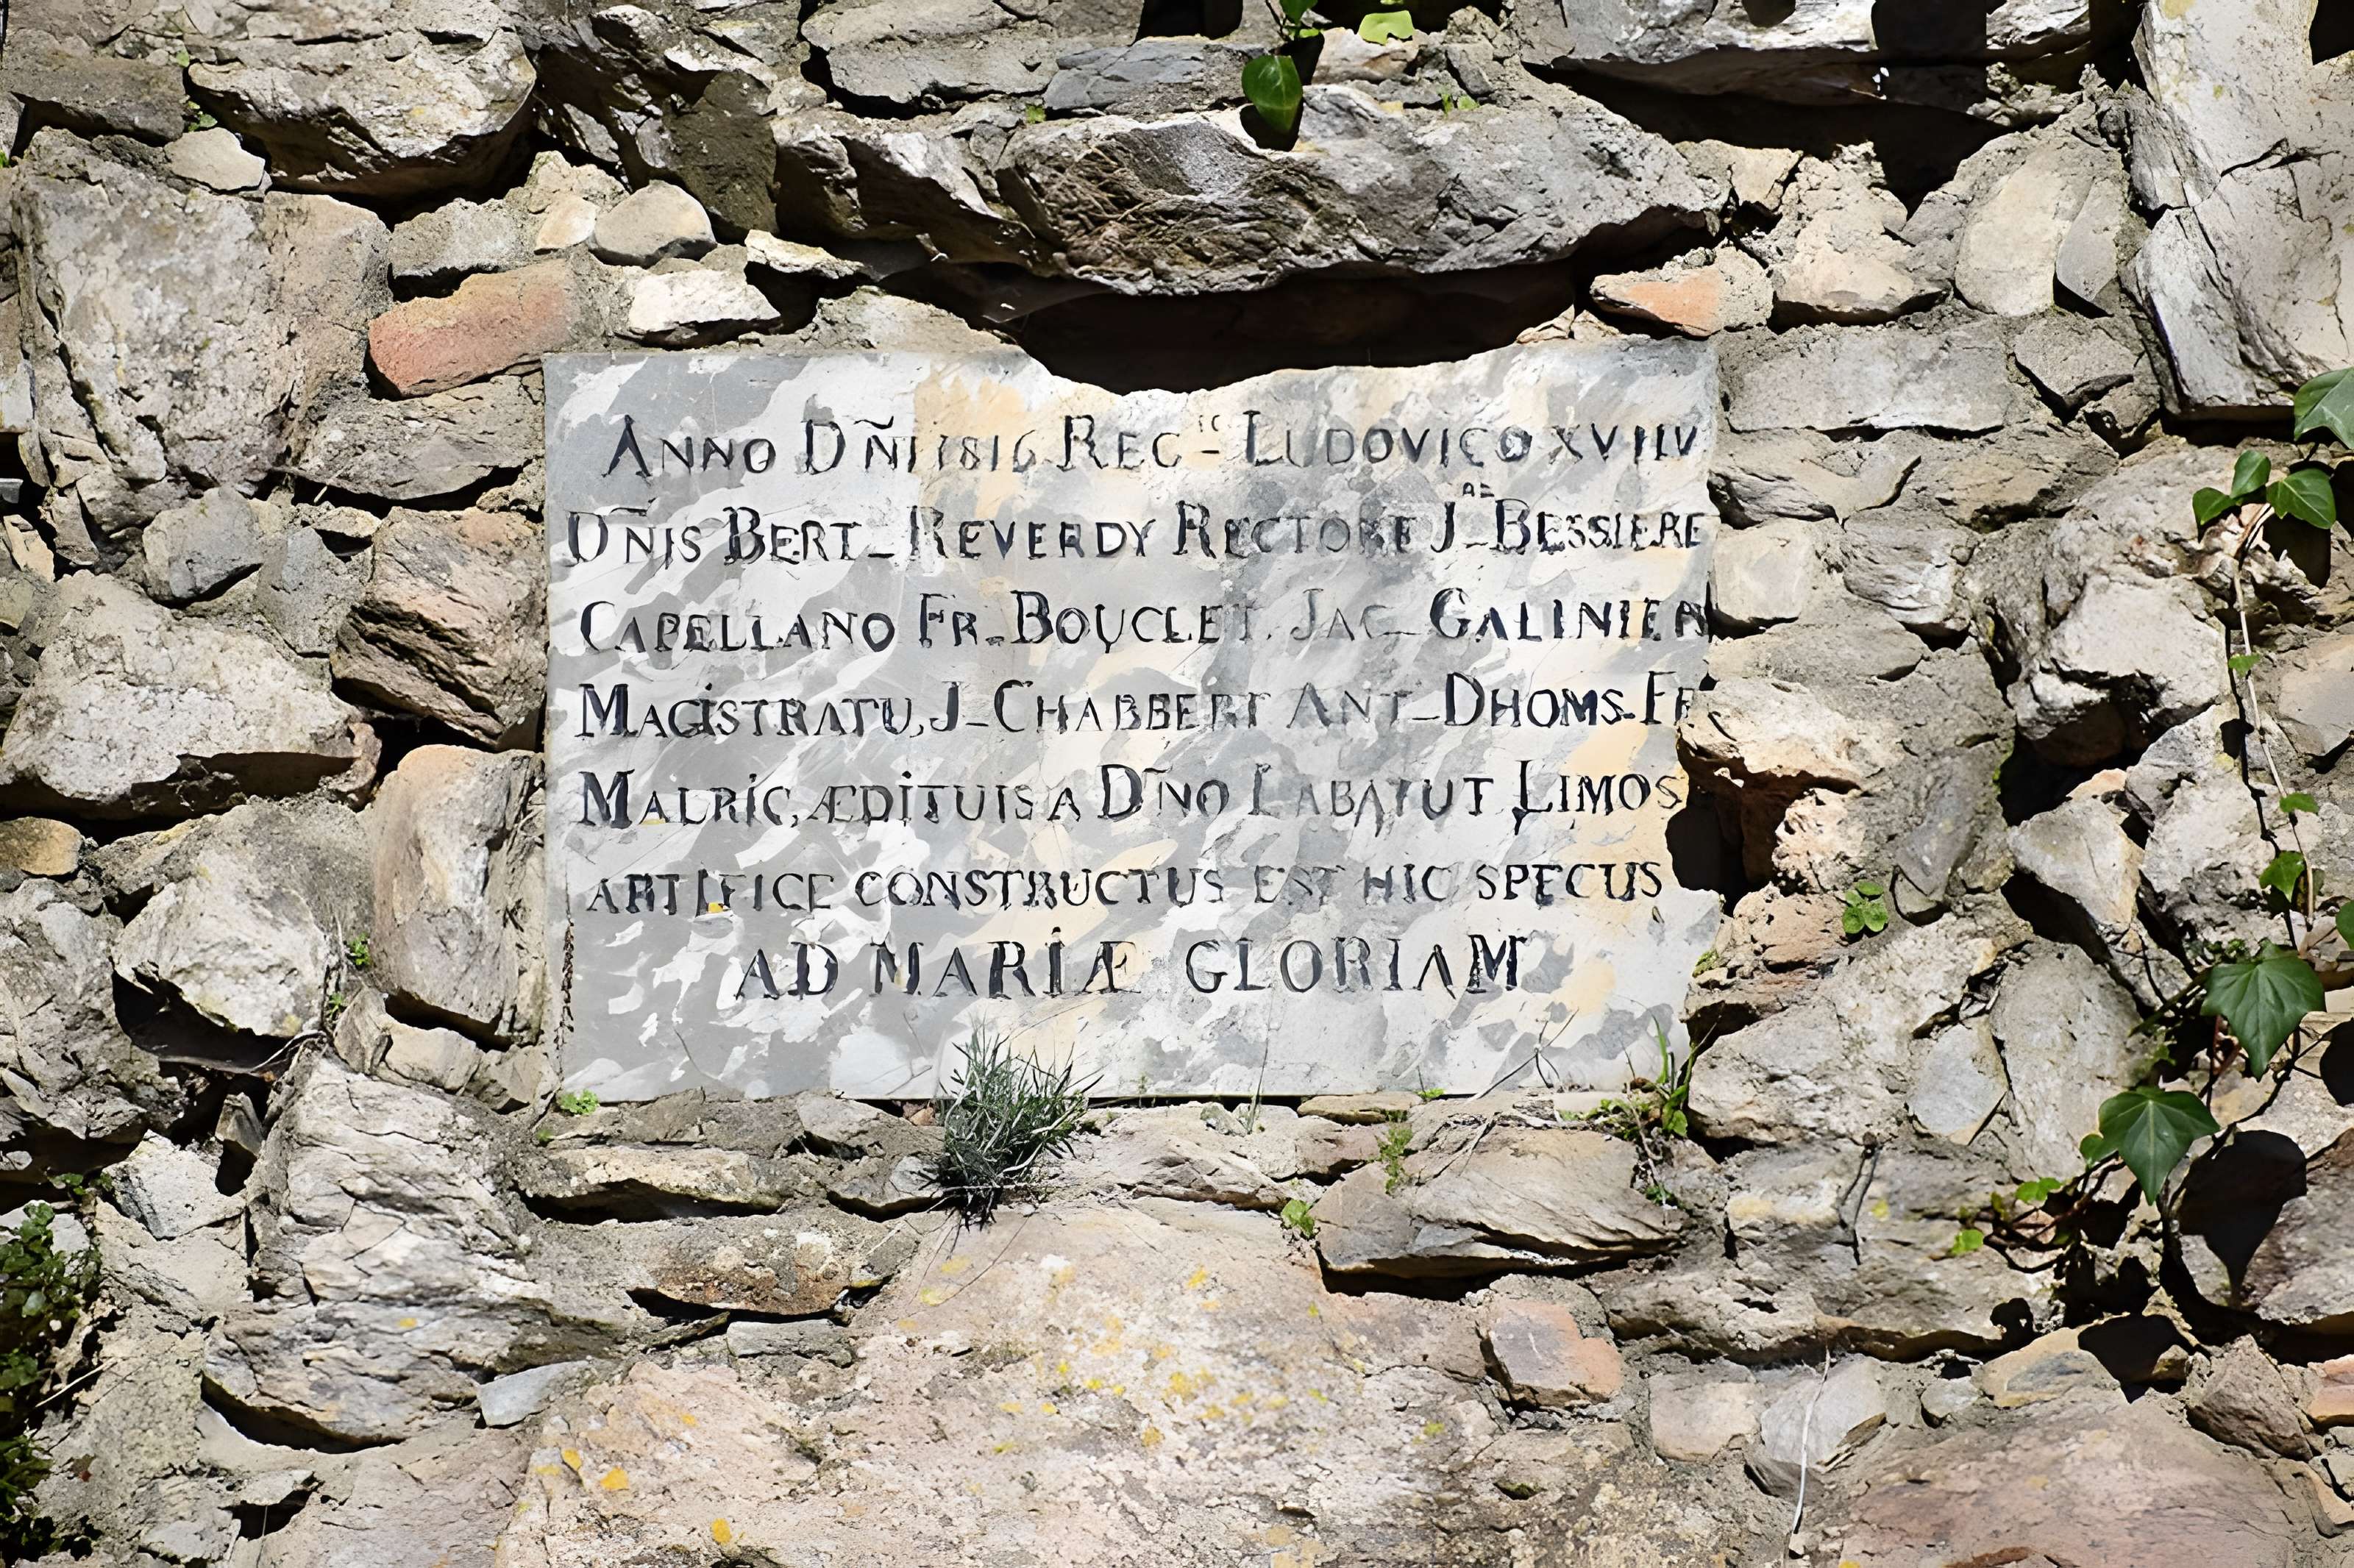 ANNO DÑI 1816 REG– LUDOVICO XVIII
DÑIS BERT– REVERDY RECTORE J– BESSIERE
CAPELLANO FR– BOUCLET. JAC– GALINIER
MAGISTRATU, J–CHABBERT ANT–DHOMS–FR
MALRIC, ÆDITUIS A DÑO LABATUT LIMOS
ARTIFICE CONSTRUCTUS EST HIC SPECUS
AD MARIÆ GLORIAM